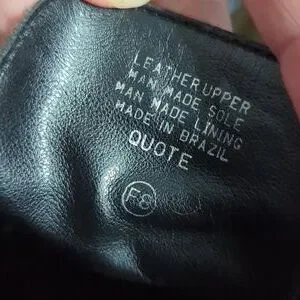 LEATHER UPPER
MAN MADE SOLE
MAN MADE LINING
MADE IN BRAZIL
QUOTE
F8